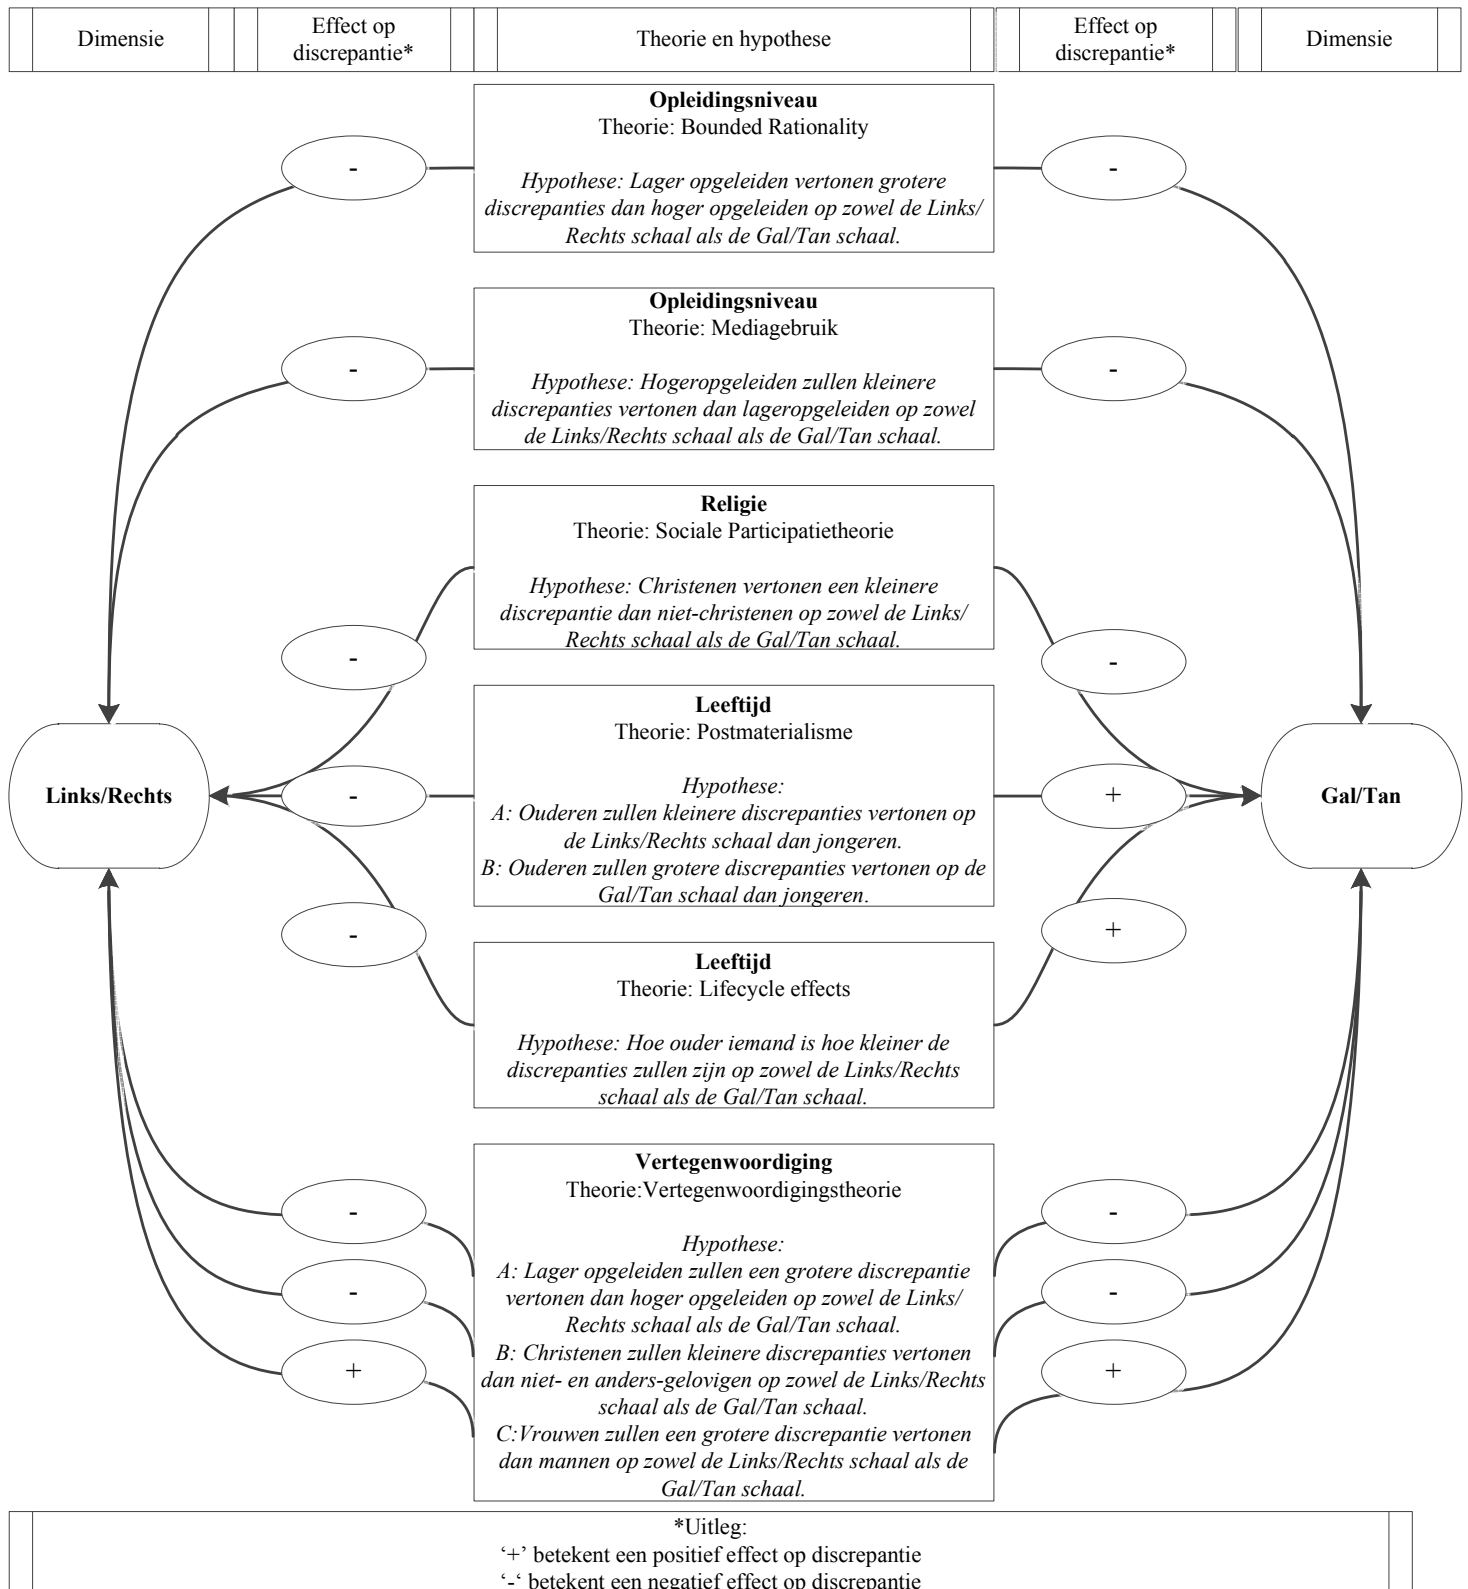 Dimensie
Effect op
discrepantie*
Theorie en hypothese
Effect op
discrepantie*
Dimensie
Opleidingsniveau
Theorie: Bounded Rationality
Hypothese: Lager opgeleiden vertonen grotere
discrepanties dan hoger opgeleiden op zowel de Links/
Rechts schaal als de Gal/Tan schaal.
-
-
Opleidingsniveau
Theorie: Mediagebruik
Hypothese: Hogeropgeleiden zullen kleinere
discrepanties vertonen dan lageropgeleiden op zowel
de Links/Rechts schaal als de Gal/Tan schaal.
-
-
Religie
Theorie: Sociale Participatietheorie
Hypothese: Christenen vertonen een kleinere
discrepantie dan niet-christenen op zowel de Links/
Rechts schaal als de Gal/Tan schaal.
-
-
Leeftijd
Theorie: Postmaterialisme
Hypothese:
A: Ouderen zullen kleinere discrepanties vertonen op
de Links/Rechts schaal dan jongeren.
B: Ouderen zullen grotere discrepanties vertonen op de
Gal/Tan schaal dan jongeren.
Links/Rechts
-
+
Gal/Tan
Leeftijd
Theorie: Lifecycle effects
Hypothese: Hoe ouder iemand is hoe kleiner de
discrepanties zullen zijn op zowel de Links/Rechts
schaal als de Gal/Tan schaal.
-
+
Vertegenwoordiging
Theorie:Vertegenwoordigingstheorie
Hypothese:
A: Lager opgeleiden zullen een grotere discrepantie
vertonen dan hoger opgeleiden op zowel de Links/
Rechts schaal als de Gal/Tan schaal.
B: Christenen zullen kleinere discrepanties vertonen
dan niet- en anders-gelovigen op zowel de Links/Rechts
schaal als de Gal/Tan schaal.
C:Vrouwen zullen een grotere discrepantie vertonen
dan mannen op zowel de Links/Rechts schaal als de
Gal/Tan schaal.
-
-
-
-
+
+
*Uitleg:
‘+’ betekent een positief effect op discrepantie
‘-‘ betekent een negatief effect op discrepantie